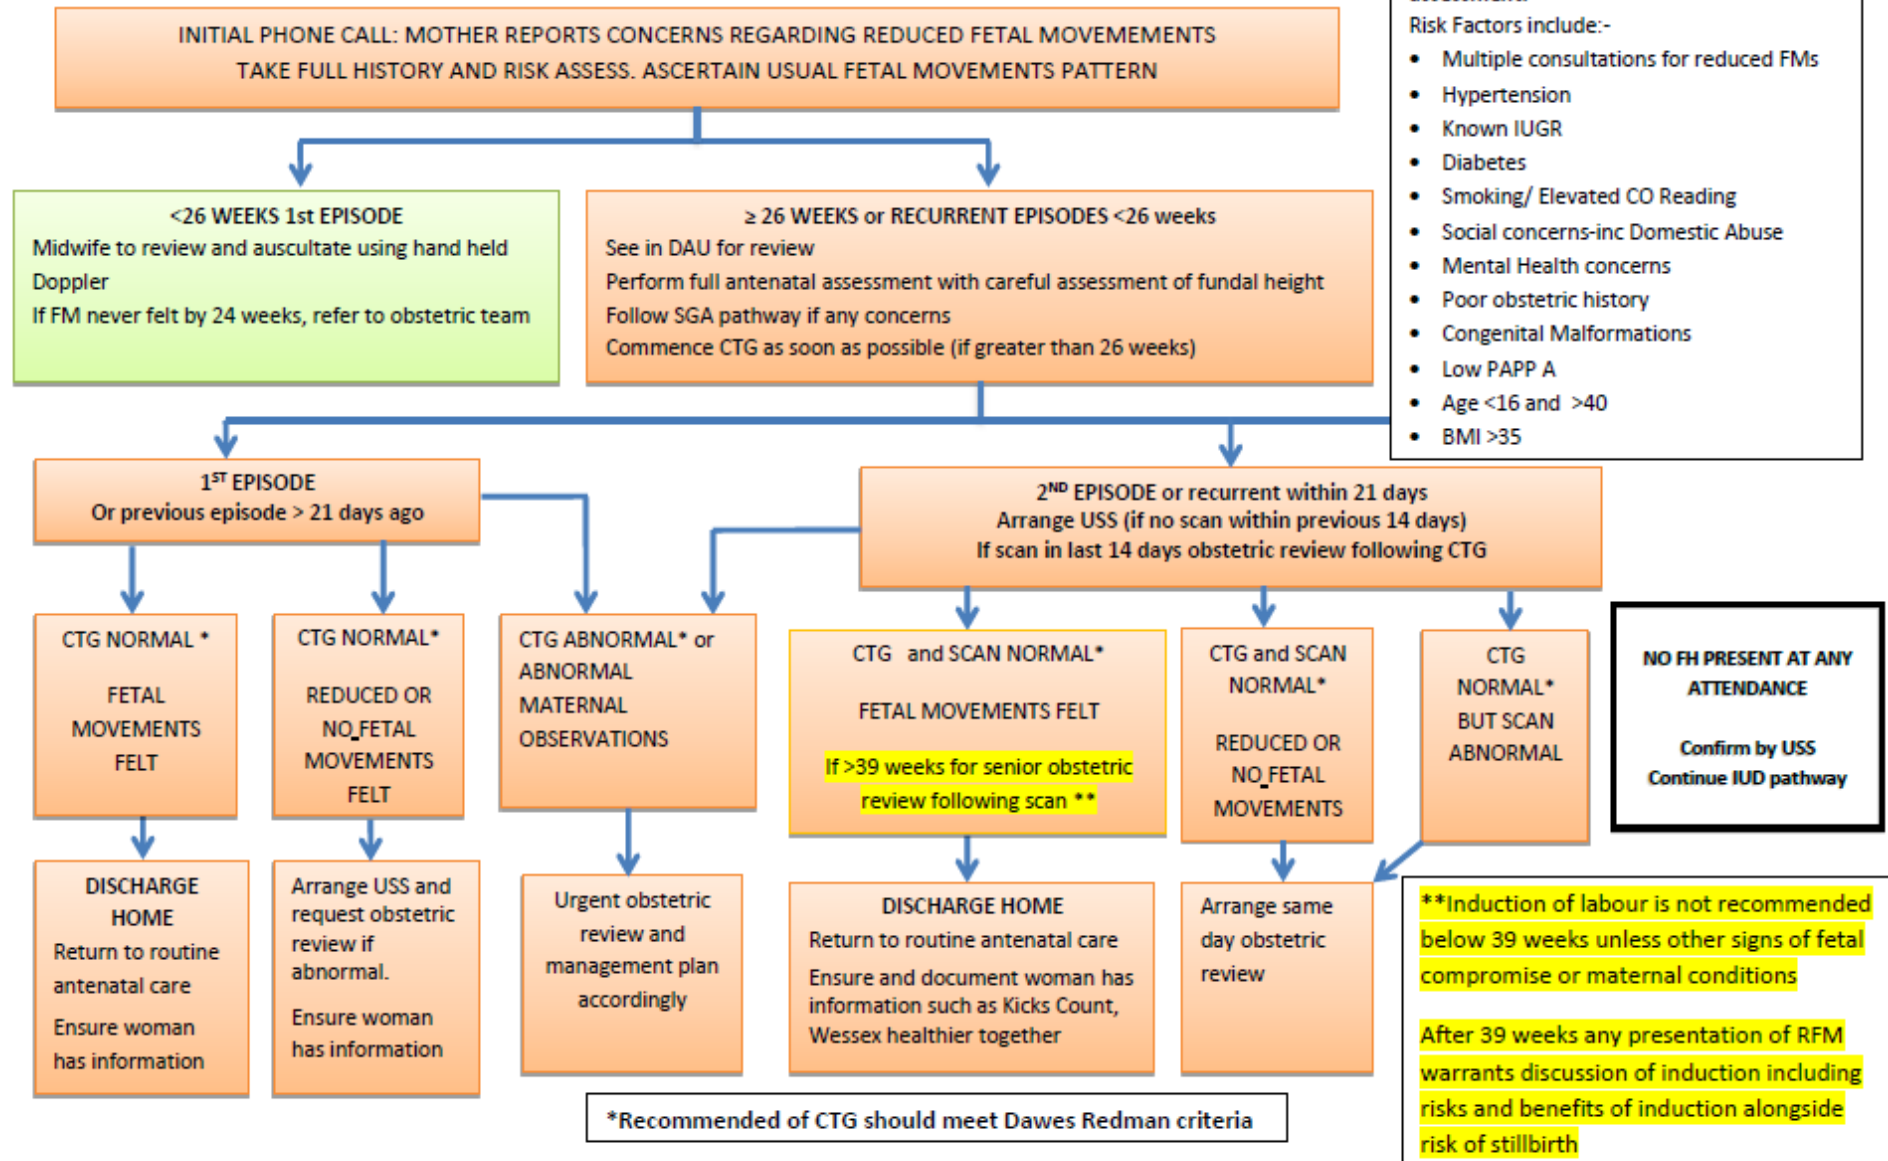 INITIAL PHONE CALL: MOTHER REPORTS CONCERNS REGARDING REDUCED FETAL MOVEMEMENTS
TAKE FULL HISTORY AND RISK ASSESS. ASCERTAIN USUAL FETAL MOVEMENTS PATTERN
Risk Factors include:-
• Multiple consultations for reduced FMs
• Hypertension
• Known IUGR
• Diabetes
• Smoking/ Elevated CO Reading
• Social concerns-inc Domestic Abuse
• Mental Health concerns
• Poor obstetric history
• Congenital Malformations
• Low PAPP A
• Age <16 and >40
• BMI >35
<26 WEEKS 1st EPISODE
Midwife to review and auscultate using hand held
Doppler
If FM never felt by 24 weeks, refer to obstetric team
≥ 26 WEEKS or RECURRENT EPISODES <26 weeks
See in DAU for review
Perform full antenatal assessment with careful assessment of fundal height
Follow SGA pathway if any concerns
Commence CTG as soon as possible (if greater than 26 weeks)
1ST EPISODE
Or previous episode > 21 days ago
2ND EPISODE or recurrent within 21 days
Arrange USS (if no scan within previous 14 days)
If scan in last 14 days obstetric review following CTG
CTG NORMAL *
FETAL
MOVEMENTS
FELT
CTG NORMAL*
REDUCED OR
NO FETAL
MOVEMENTS
FELT
CTG ABNORMAL* or
ABNORMAL
MATERNAL
OBSERVATIONS
CTG and SCAN NORMAL*
FETAL MOVEMENTS FELT
If >39 weeks for senior obstetric
review following scan **
CTG and SCAN
NORMAL*
REDUCED OR
NO FETAL
MOVEMENTS
CTG
NORMAL*
BUT SCAN
ABNORMAL
NO FH PRESENT AT ANY
ATTENDANCE
Confirm by USS
Continue IUD pathway
DISCHARGE
HOME
Return to routine
antenatal care
Ensure woman
has information
Arrange USS and
request obstetric
review if
abnormal.
Ensure woman
has information
Urgent obstetric
review and
management plan
accordingly
DISCHARGE HOME
Return to routine antenatal care
Ensure and document woman has
information such as Kicks Count,
Wessex healthier together
Arrange same
day obstetric
review
**Induction of labour is not recommended
below 39 weeks unless other signs of fetal
compromise or maternal conditions
After 39 weeks any presentation of RFM
warrants discussion of induction including
risks and benefits of induction alongside
risk of stillbirth
*Recommended of CTG should meet Dawes Redman criteria